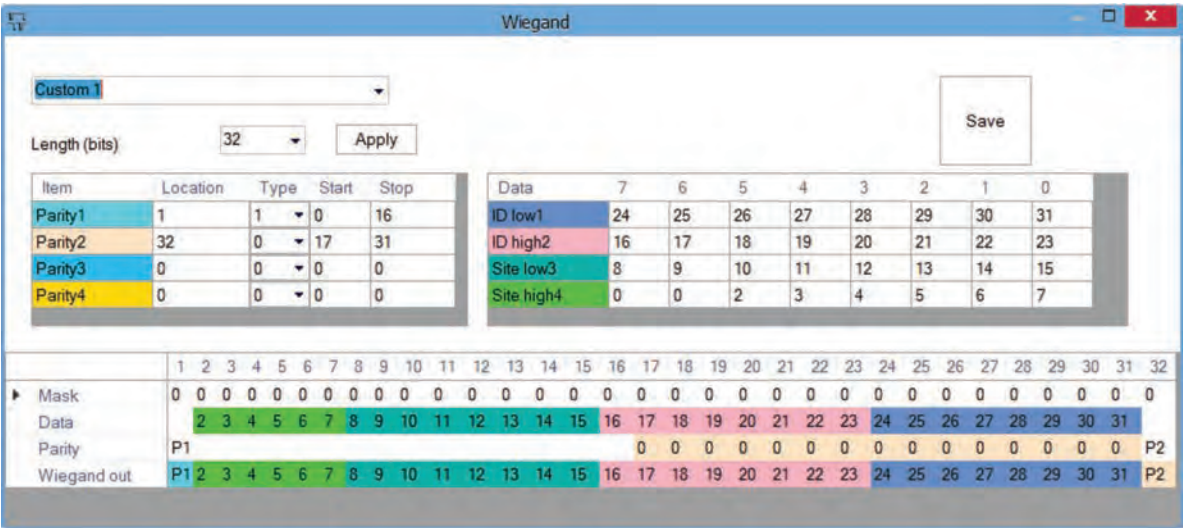 Wiegand
Custom 1
Save
Length (bits) 32 Apply
Item Location Type Start Stop
Parity1 1 1 0 16
Parity2 32 0 17 31
Parity3 0 0 0 0
Parity4 0 0 0 0
Data 7 6 5 4 3 2 1 0
ID low1 24 25 26 27 28 29 30 31
ID high2 16 17 18 19 20 21 22 23
Site low3 8 9 10 11 12 13 14 15
Site high4 0 0 2 3 4 5 6 7
1 2 3 4 5 6 7 8 9 10 11 12 13 14 15 16 17 18 19 20 21 22 23 24 25 26 27 28 29 30 31 32
Mask 0 0 0 0 0 0 0 0 0 0 0 0 0 0 0 0 0 0 0 0 0 0 0 0 0 0 0 0 0 0 0 0
Data 2 3 4 5 6 7 8 9 10 11 12 13 14 15 16 17 18 19 20 21 22 23 24 25 26 27 28 29 30 31
Parity P1 0 0 0 0 0 0 0 0 0 0 0 0 0 0 0 P2
Wiegand out P1 2 3 4 5 6 7 8 9 10 11 12 13 14 15 16 17 18 19 20 21 22 23 24 25 26 27 28 29 30 31 P2